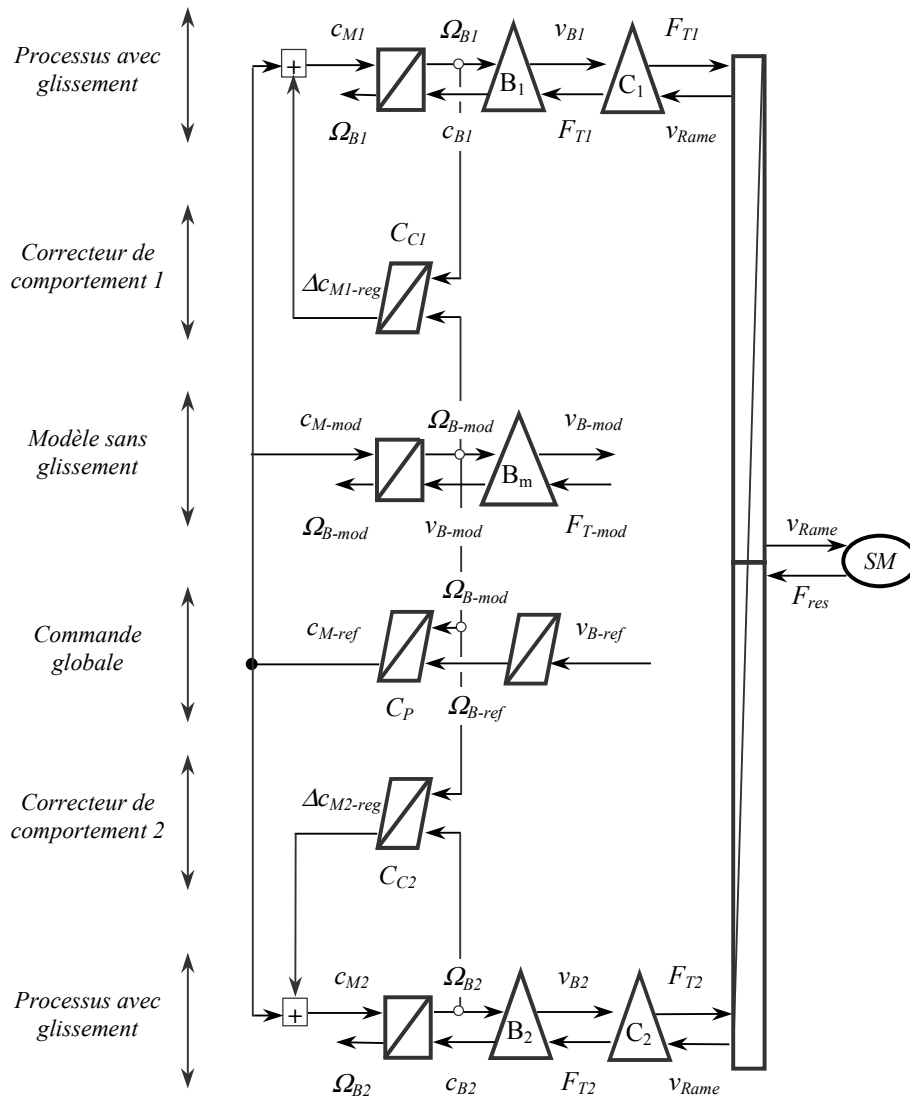 Processus avec
glissement
c_M1 Ω_B1 v_B1 F_T1
+ B_1 C_1
Ω_B1 c_B1 F_T1 v_Rame
Correcteur de
comportement 1
C_C1
Δc_M1-reg
Modèle sans
glissement
c_M-mod Ω_B-mod v_B-mod
B_m
Ω_B-mod v_B-mod F_T-mod
v_Rame
SM
F_res
Commande
globale
Ω_B-mod
c_M-ref v_B-ref
C_P Ω_B-ref
Correcteur de
comportement 2
Δc_M2-reg
C_C2
Processus avec
glissement
c_M2 Ω_B2 v_B2 F_T2
+ B_2 C_2
Ω_B2 c_B2 F_T2 v_Rame